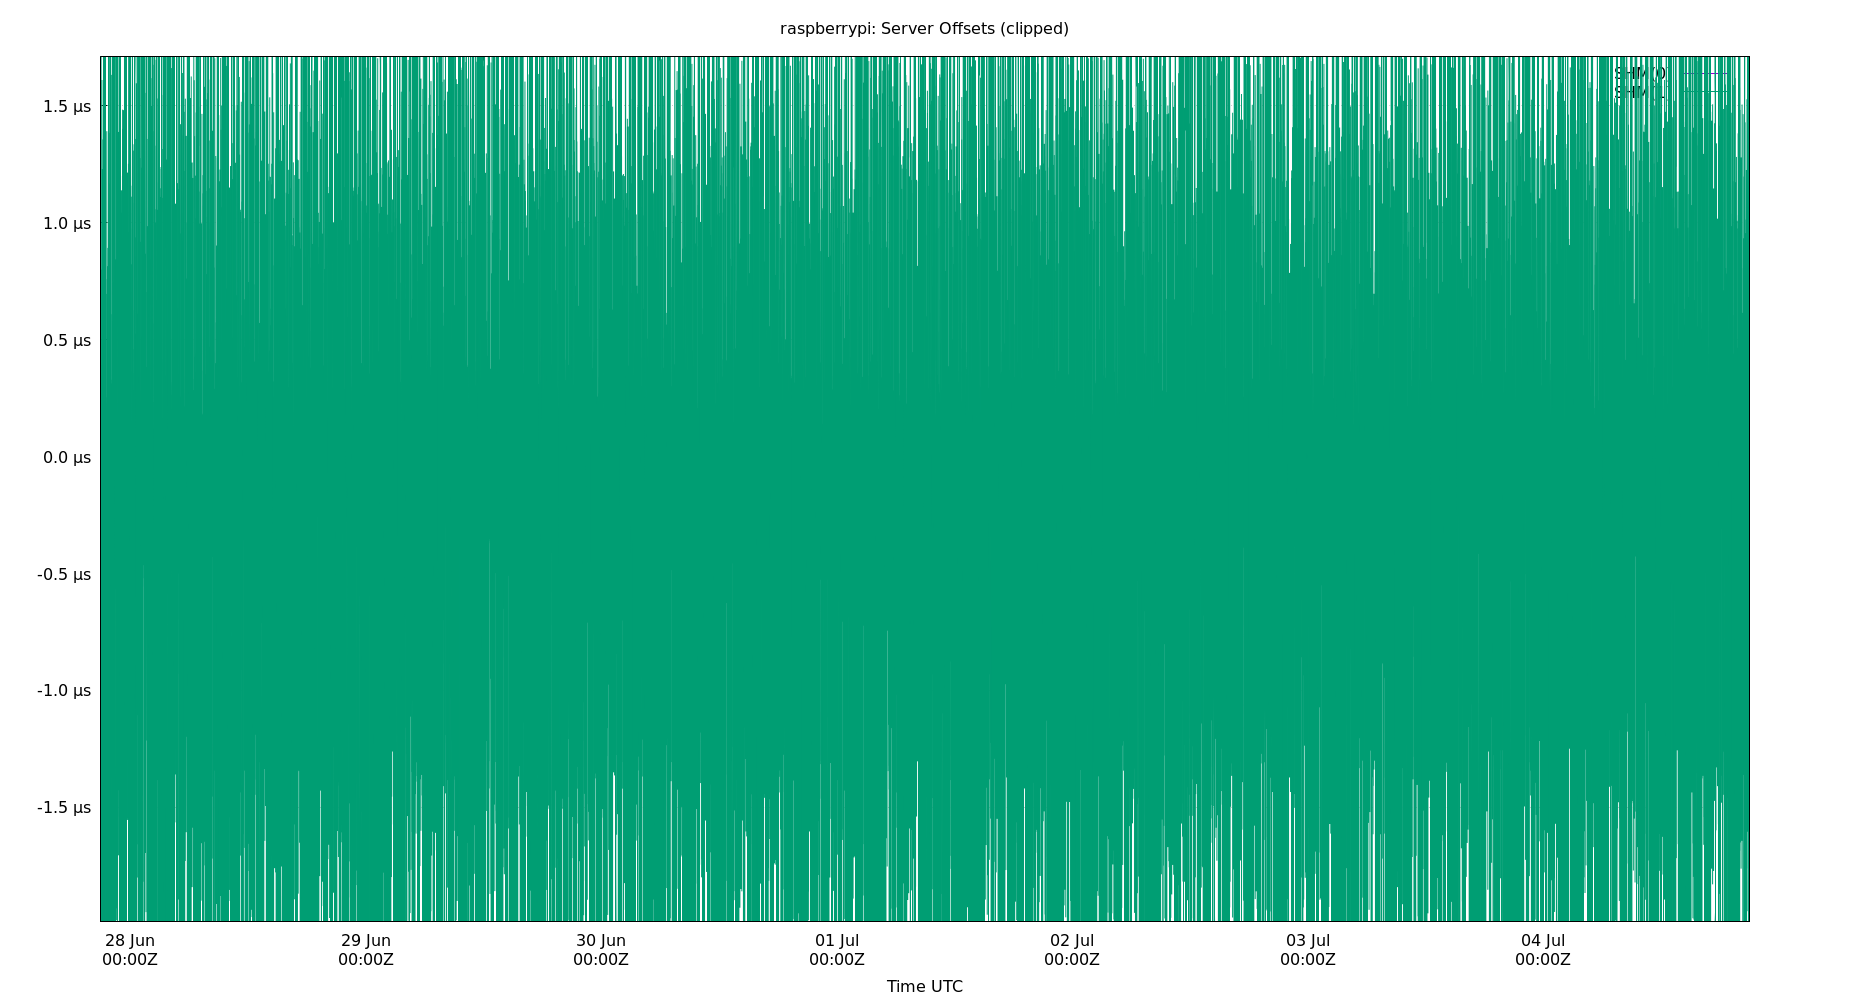 raspberrypi: Server Offsets (clipped)
SHM(0)
1.5 µs
1.0 µs
0.5 µs
0.0 µs
-0.5 µs
-1.0 µs
-1.5 µs
28 Jun 29 Jun 30 Jun 01 Jul 02 Jul 03 Jul 04 Jul
00:00Z 00:00Z 00:00Z 00:00Z 00:00Z 00:00Z 00:00Z
Time UTC